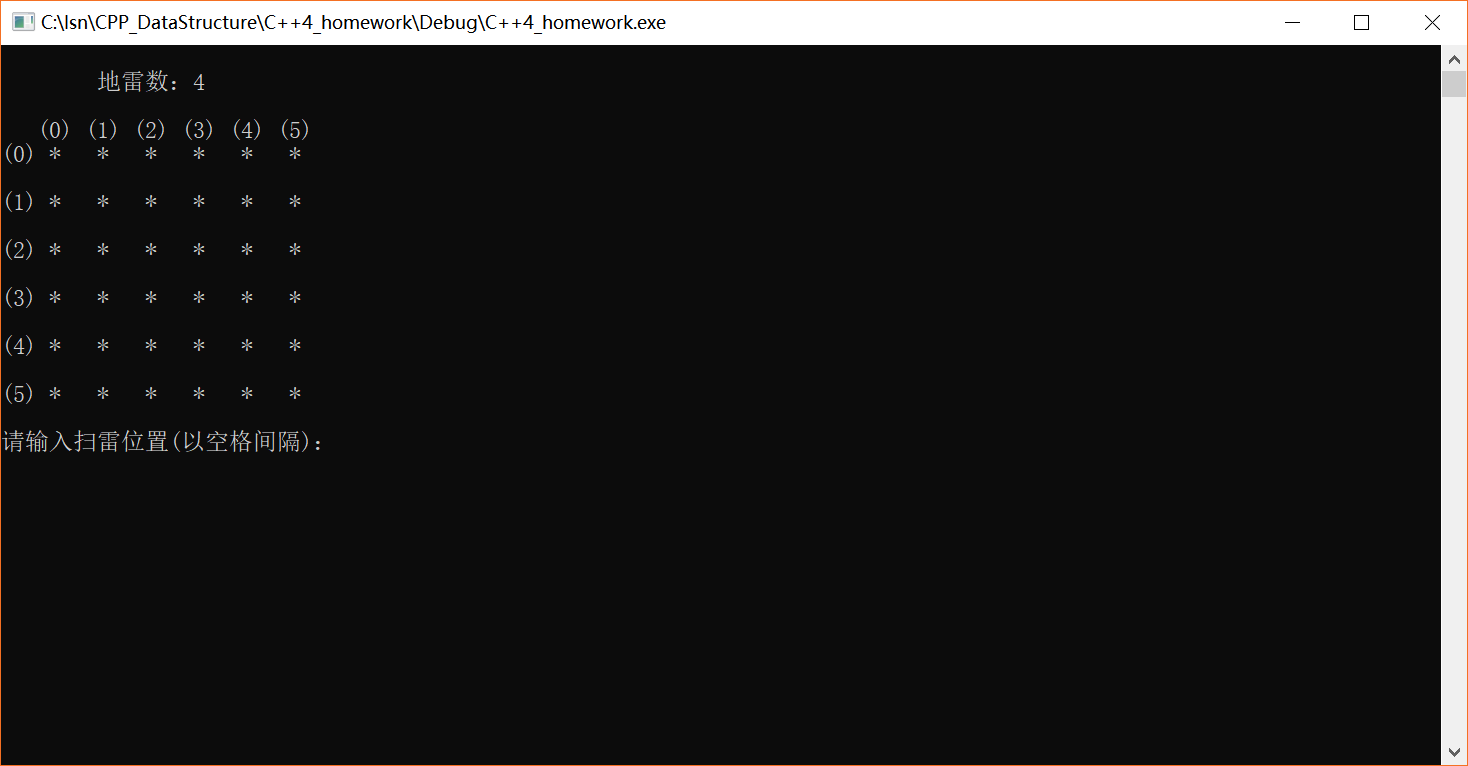 C:\lsn\CPP_DataStructure\C++4_homework\Debug\C++4_homework.exe
地雷数：4
(0) (1) (2) (3) (4) (5)
(0) * * * * * *
(1) * * * * * *
(2) * * * * * *
(3) * * * * * *
(4) * * * * * *
(5) * * * * * *
请输入扫雷位置(以空格间隔)：